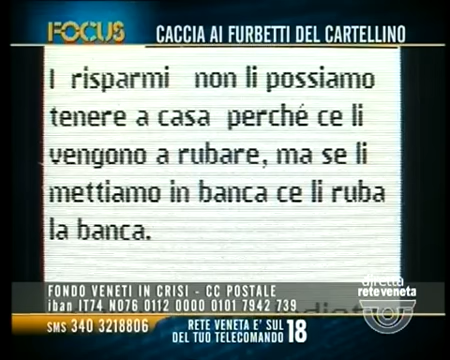 FOCUS
CACCIA AI FURBETTI DEL CARTELLINO
I risparmi non li possiamo
tenere a casa perché ce li
vengono a rubare, ma se li
mettiamo in banca ce li ruba
la banca.
diretta
reteveneta
FONDO VENETI IN CRISI - CC POSTALE
iban IT74 N076 0112 0000 0101 7942 739
SMS 340 3218806
RETE VENETA E' SUL 18
DEL TUO TELECOMANDO